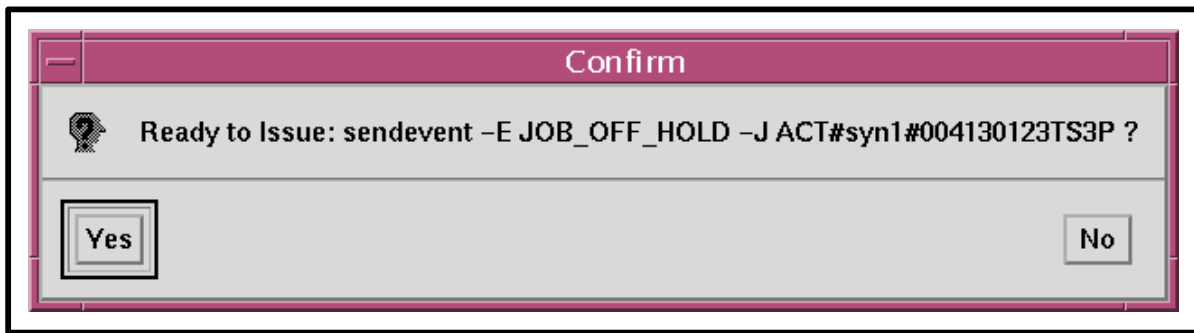 Confirm
Ready to Issue: sendevent –E JOB_OFF_HOLD –J ACT#syn1#004130123TS3P ?
Yes
No